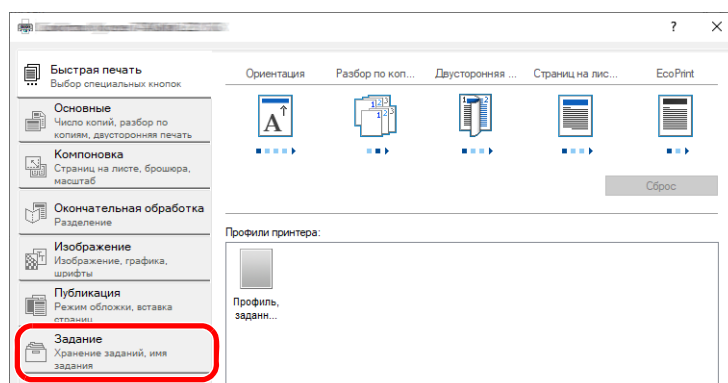 ? ×
Быстрая печать
Выбор специальных кнопок
Ориентация Разбор по коп... Двусторонняя ... Страниц на лис... EcoPrint
Основные
Число копий, разбор по
копиям, двусторонняя печать
Компоновка
Страниц на листе, брошюра,
масштаб
Сброс
Окончательная обработка
Разделение
Профили принтера:
Изображение
Изображение, графика,
шрифты
Публикация
Режим обложки, вставка
страниц
Профиль,
заданн...
Задание
Хранение заданий, имя
задания